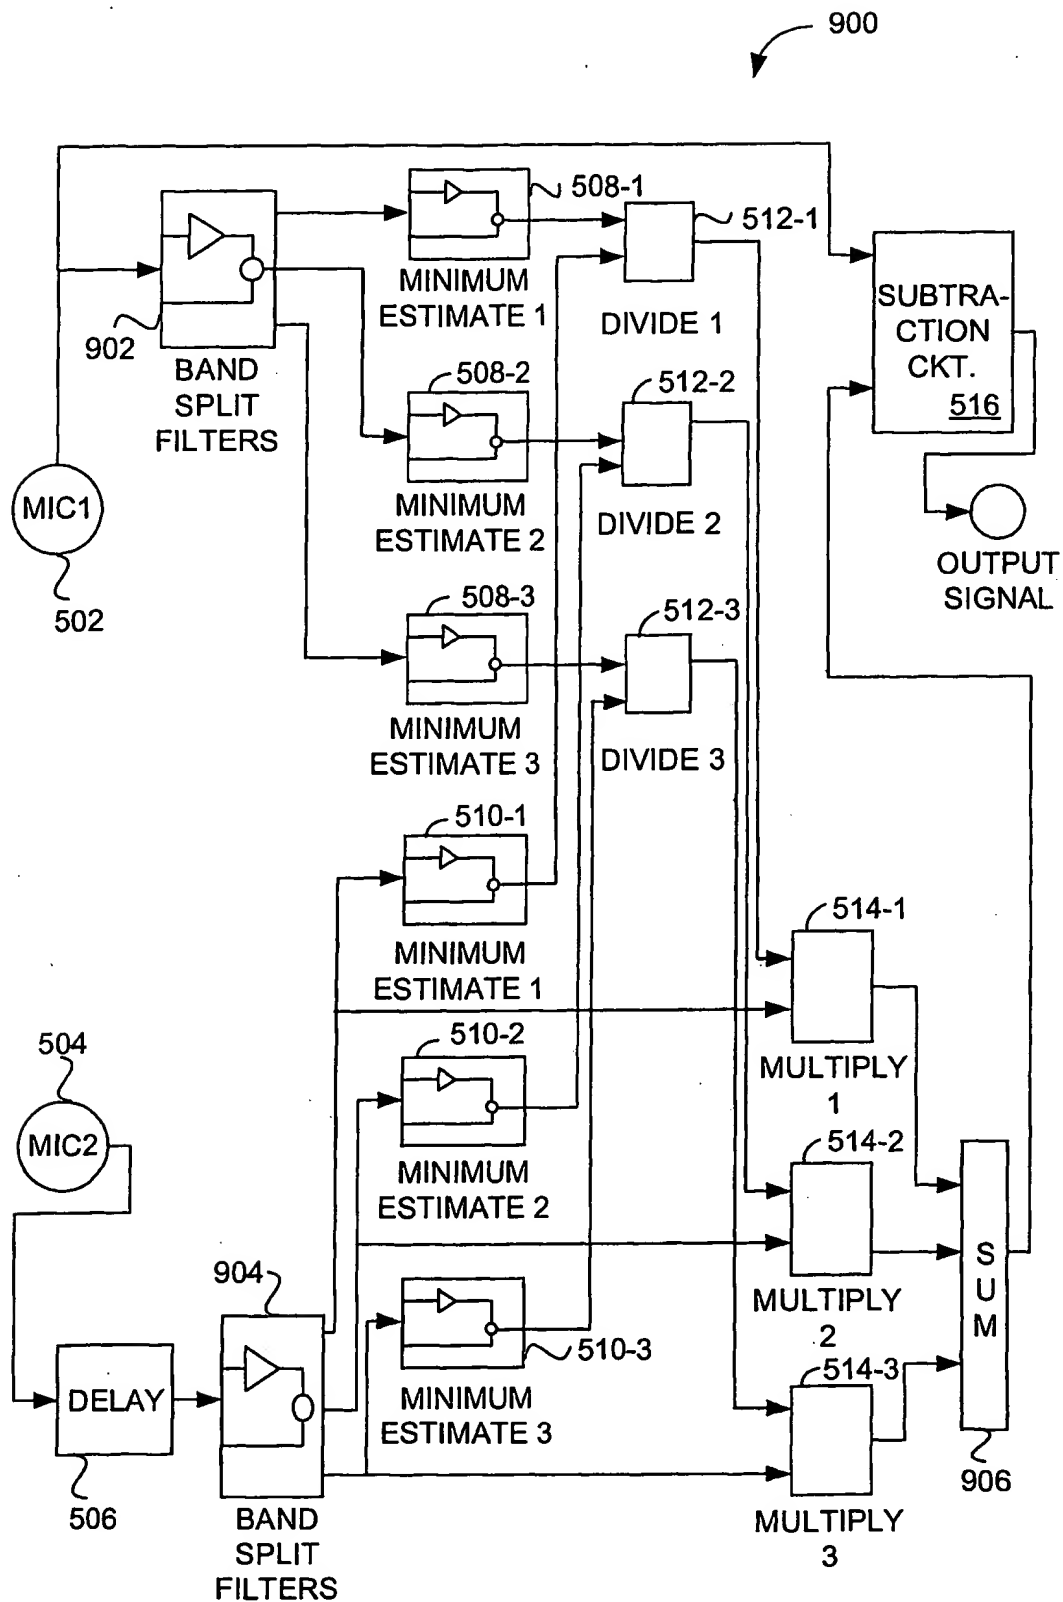 900
508-1
512-1
MINIMUM
ESTIMATE 1
DIVIDE 1
SUBTRA-
CTION
CKT.
516
902
BAND
SPLIT
FILTERS
508-2
512-2
MIC1
MINIMUM
ESTIMATE 2
DIVIDE 2
OUTPUT
SIGNAL
502
508-3
512-3
MINIMUM
ESTIMATE 3
DIVIDE 3
510-1
MINIMUM
ESTIMATE 1
514-1
504
510-2
MULTIPLY
1
MIC2
MINIMUM
ESTIMATE 2
514-2
SUM
904
MULTIPLY
2
510-3
DELAY
MINIMUM
ESTIMATE 3
514-3
906
506
BAND
SPLIT
FILTERS
MULTIPLY
3